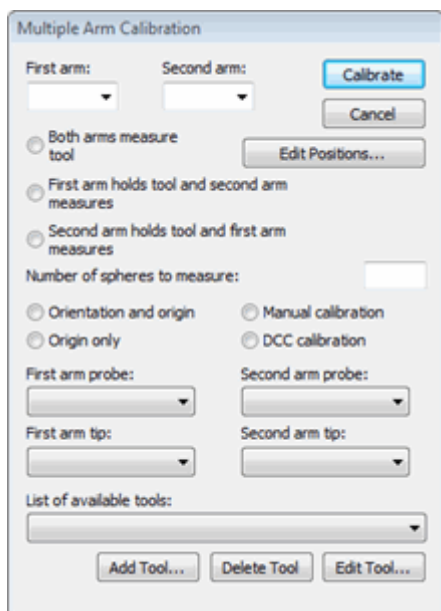 Multiple Arm Calibration
First arm: Second arm:
Calibrate
Cancel
Both arms measure
tool
Edit Positions...
First arm holds tool and second arm
measures
Second arm holds tool and first arm
measures
Number of spheres to measure:
Orientation and origin Manual calibration
Origin only DCC calibration
First arm probe: Second arm probe:
First arm tip: Second arm tip:
List of available tools:
Add Tool... Delete Tool Edit Tool...